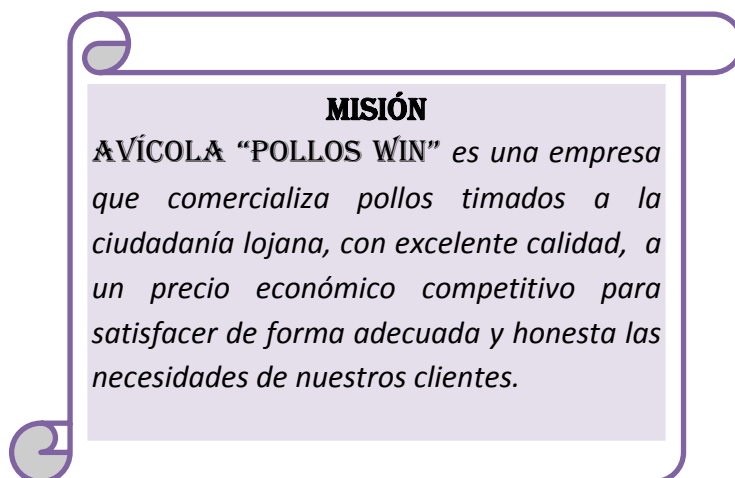 MISIÓN
AVÍCOLA “POLLOS WIN” es una empresa
que comercializa pollos timados a la
ciudadanía lojana, con excelente calidad, a
un precio económico competitivo para
satisfacer de forma adecuada y honesta las
necesidades de nuestros clientes.